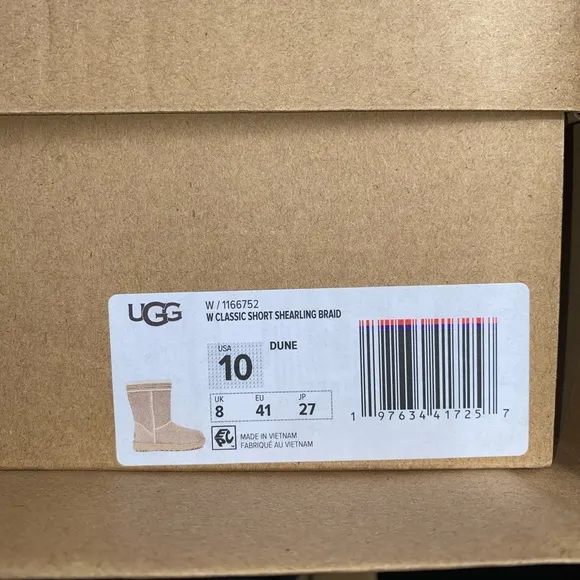 UGG
W / 1166752
W CLASSIC SHORT SHEARLING BRAID
USA
10
DUNE
UK EU JP
8 41 27
MADE IN VIETNAM
FABRIQUÉ AU VIETNAM
1 97634 41725 7